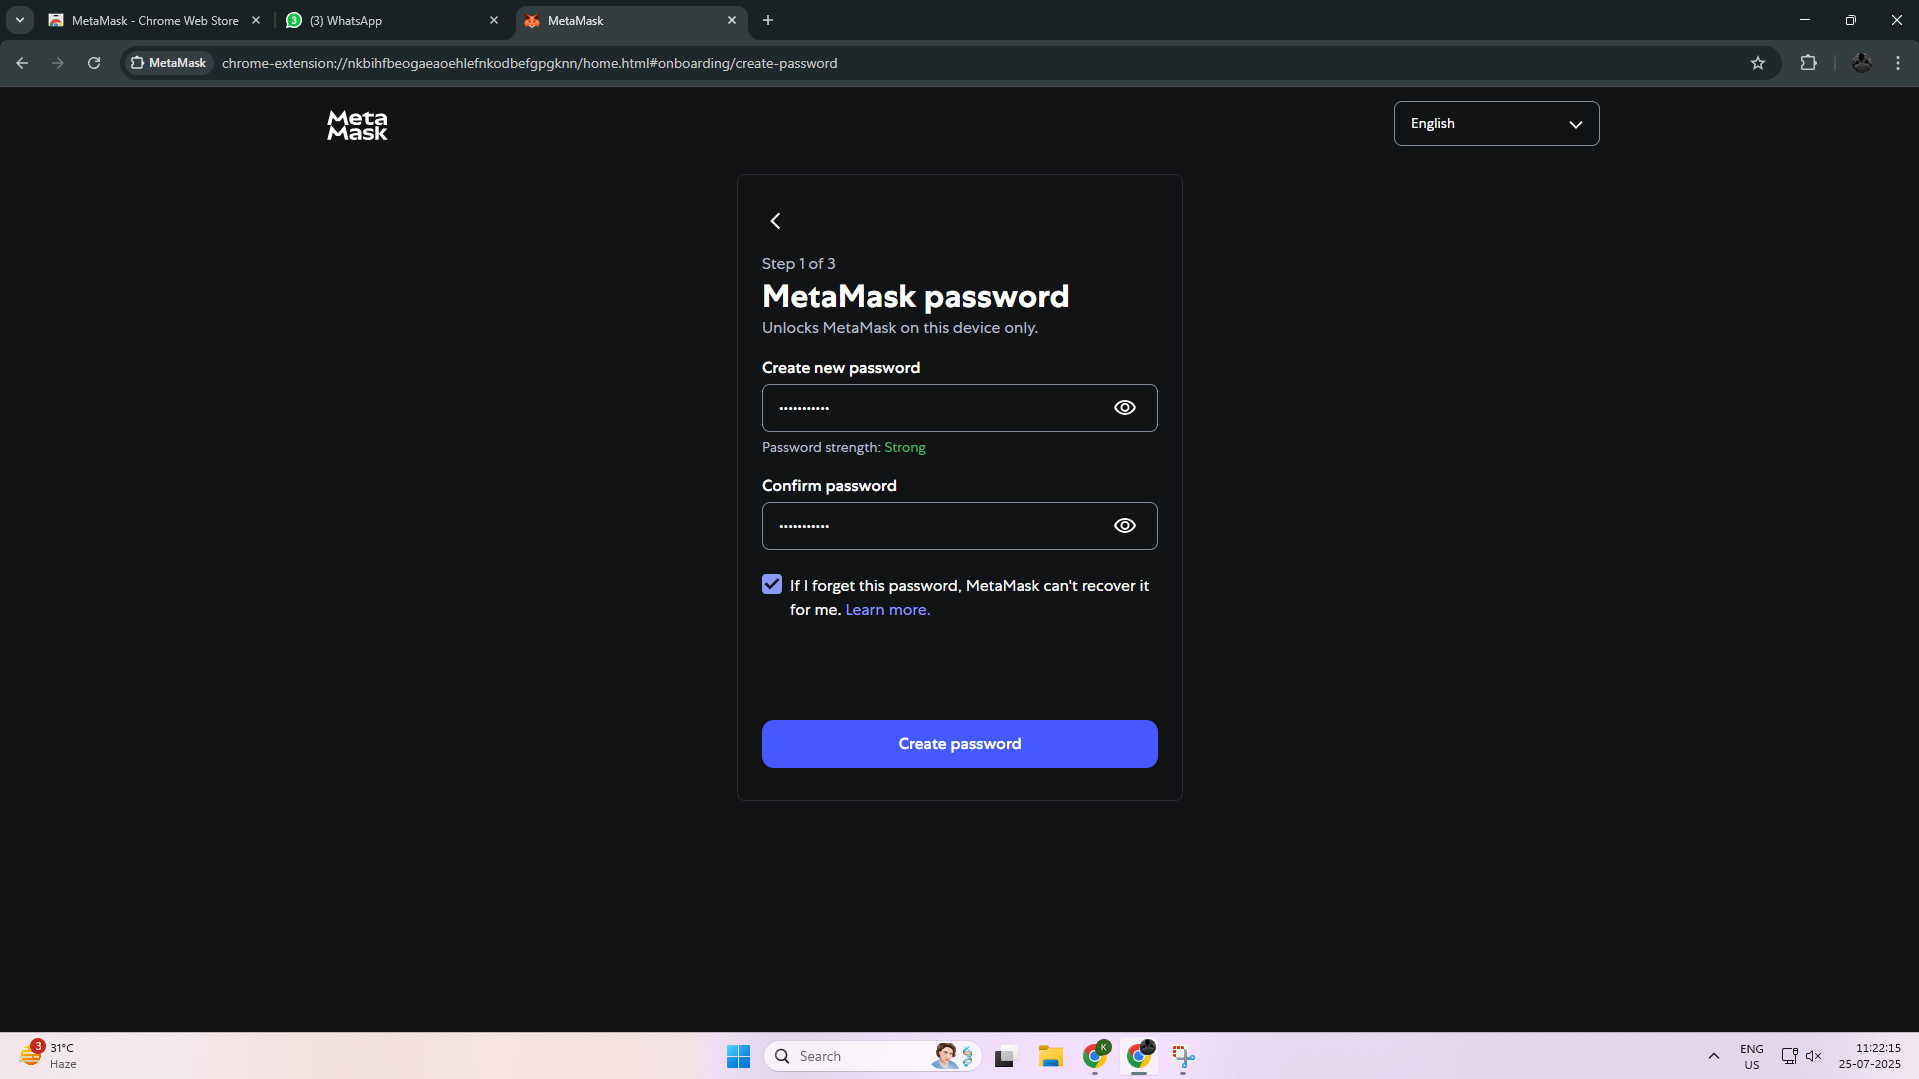 MetaMask - Chrome Web Store
(3) WhatsApp
MetaMask
MetaMask
chrome-extension://nkbihfbeogaeaoehlefnkodbefgpgknn/home.html#onboarding/create-password
Meta
Mask
English
Step 1 of 3
MetaMask password
Unlocks MetaMask on this device only.
Create new password
•••••••••••
Password strength: Strong
Confirm password
•••••••••••
If I forget this password, MetaMask can't recover it
for me. Learn more.
Create password
3
31°C
Haze
Search
K
ENG
US
11:22:15
25-07-2025